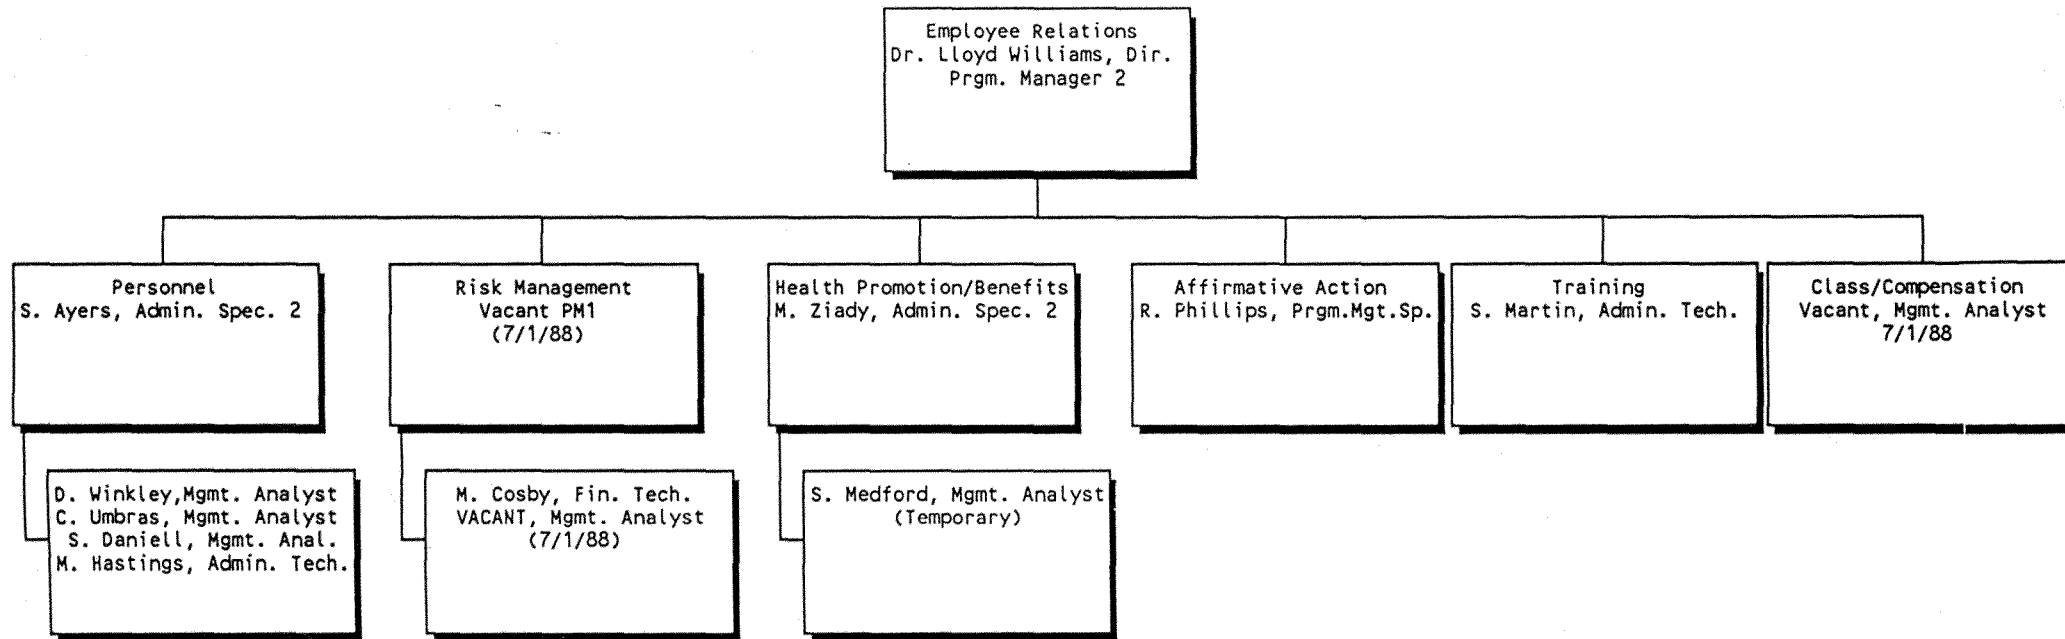 Employee Relations
Dr. Lloyd Williams, Dir.
Prgm. Manager 2
Personnel
S. Ayers, Admin. Spec. 2
Risk Management
Vacant PM1
(7/1/88)
Health Promotion/Benefits
M. Ziady, Admin. Spec. 2
Affirmative Action
R. Phillips, Prgm.Mgt.Sp.
Training
S. Martin, Admin. Tech.
Class/Compensation
Vacant, Mgmt. Analyst
7/1/88
D. Winkley,Mgmt. Analyst
C. Umbras, Mgmt. Analyst
S. Daniell, Mgmt. Anal.
M. Hastings, Admin. Tech.
M. Cosby, Fin. Tech.
VACANT, Mgmt. Analyst
(7/1/88)
S. Medford, Mgmt. Analyst
(Temporary)